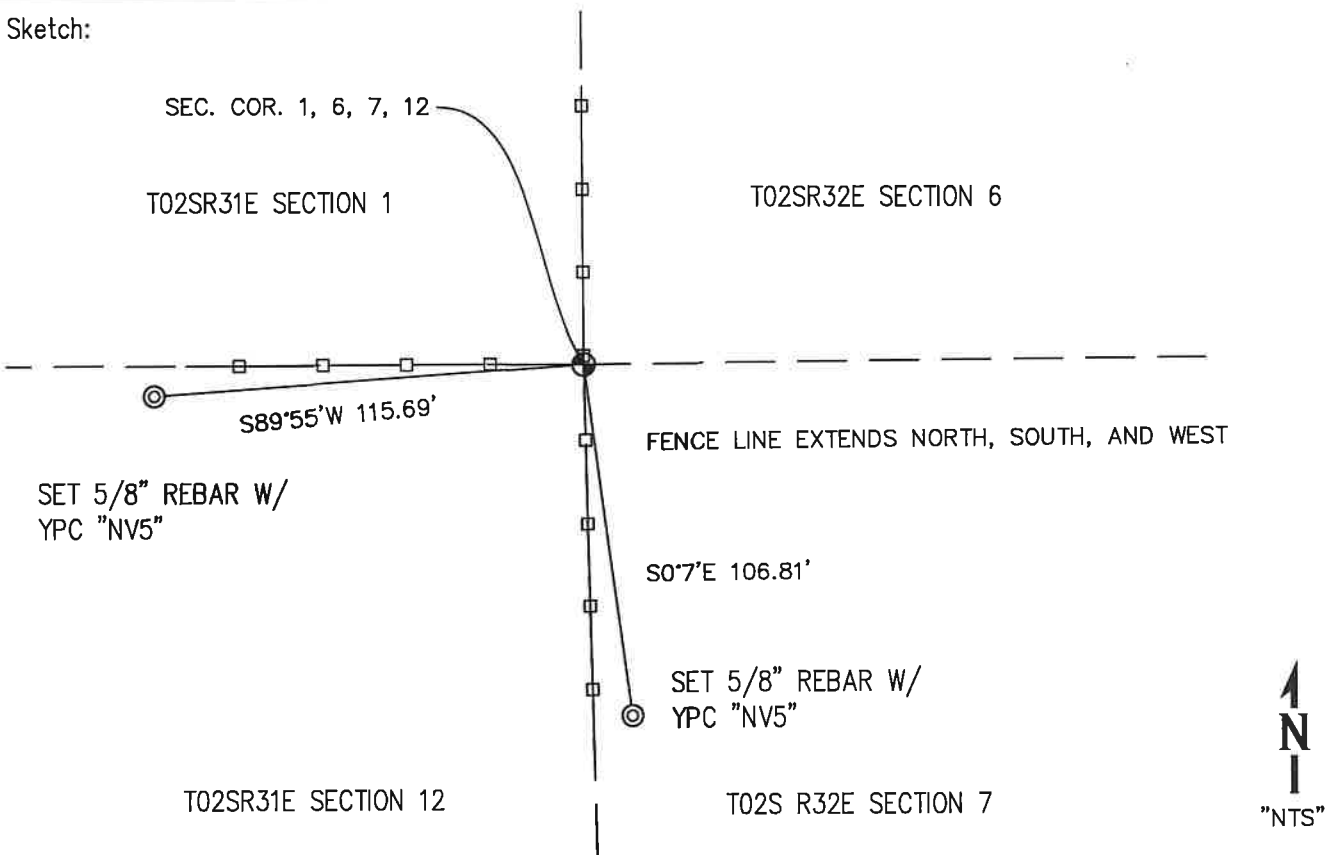 Sketch:
SEC. COR. 1, 6, 7, 12
T02SR31E SECTION 1
T02SR32E SECTION 6
S89°55'W 115.69'
FENCE LINE EXTENDS NORTH, SOUTH, AND WEST
SET 5/8" REBAR W/
YPC "NV5"
S0°7'E 106.81'
SET 5/8" REBAR W/
YPC "NV5"
N
"NTS"
T02SR31E SECTION 12
T02S R32E SECTION 7